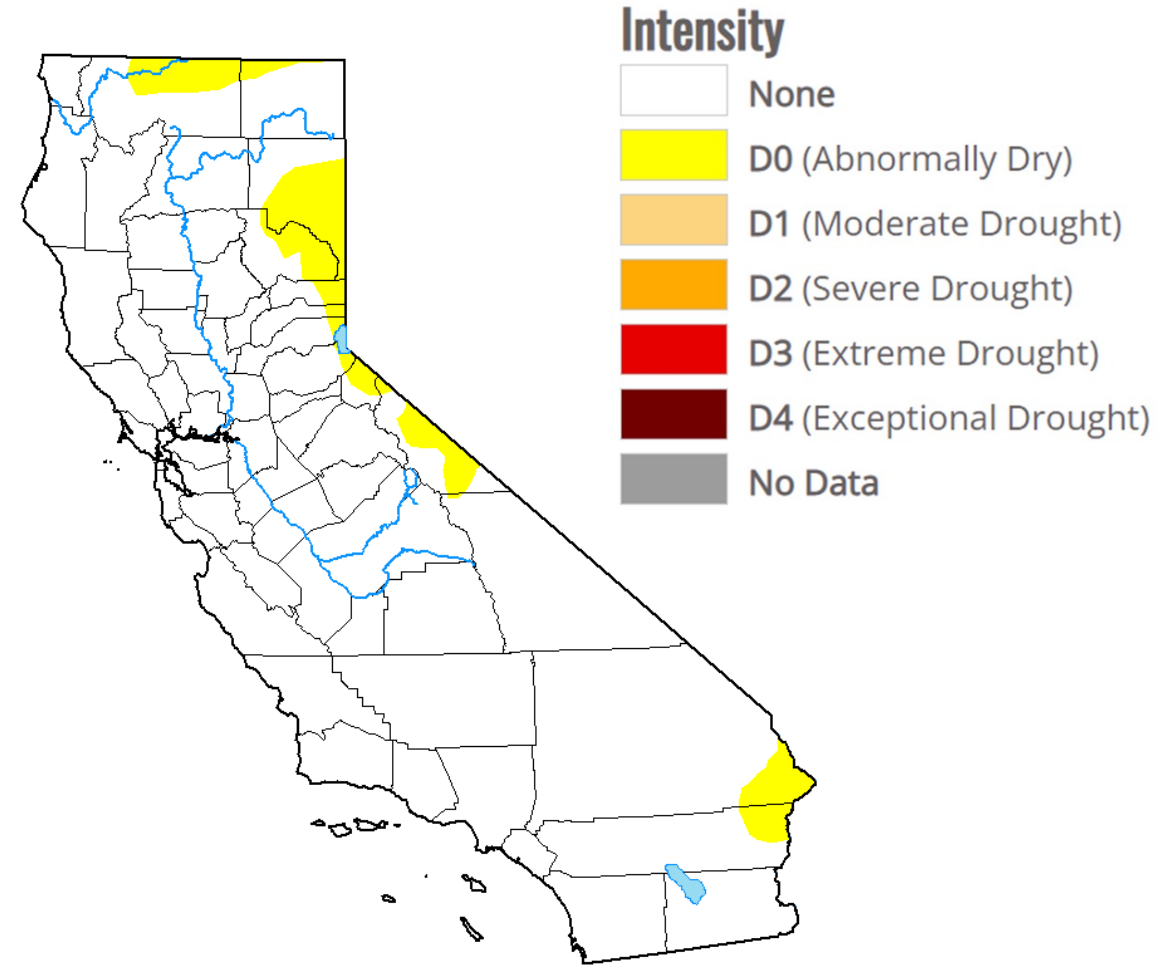 Intensity
None
D0 (Abnormally Dry)
D1 (Moderate Drought)
D2 (Severe Drought)
D3 (Extreme Drought)
D4 (Exceptional Drought)
No Data